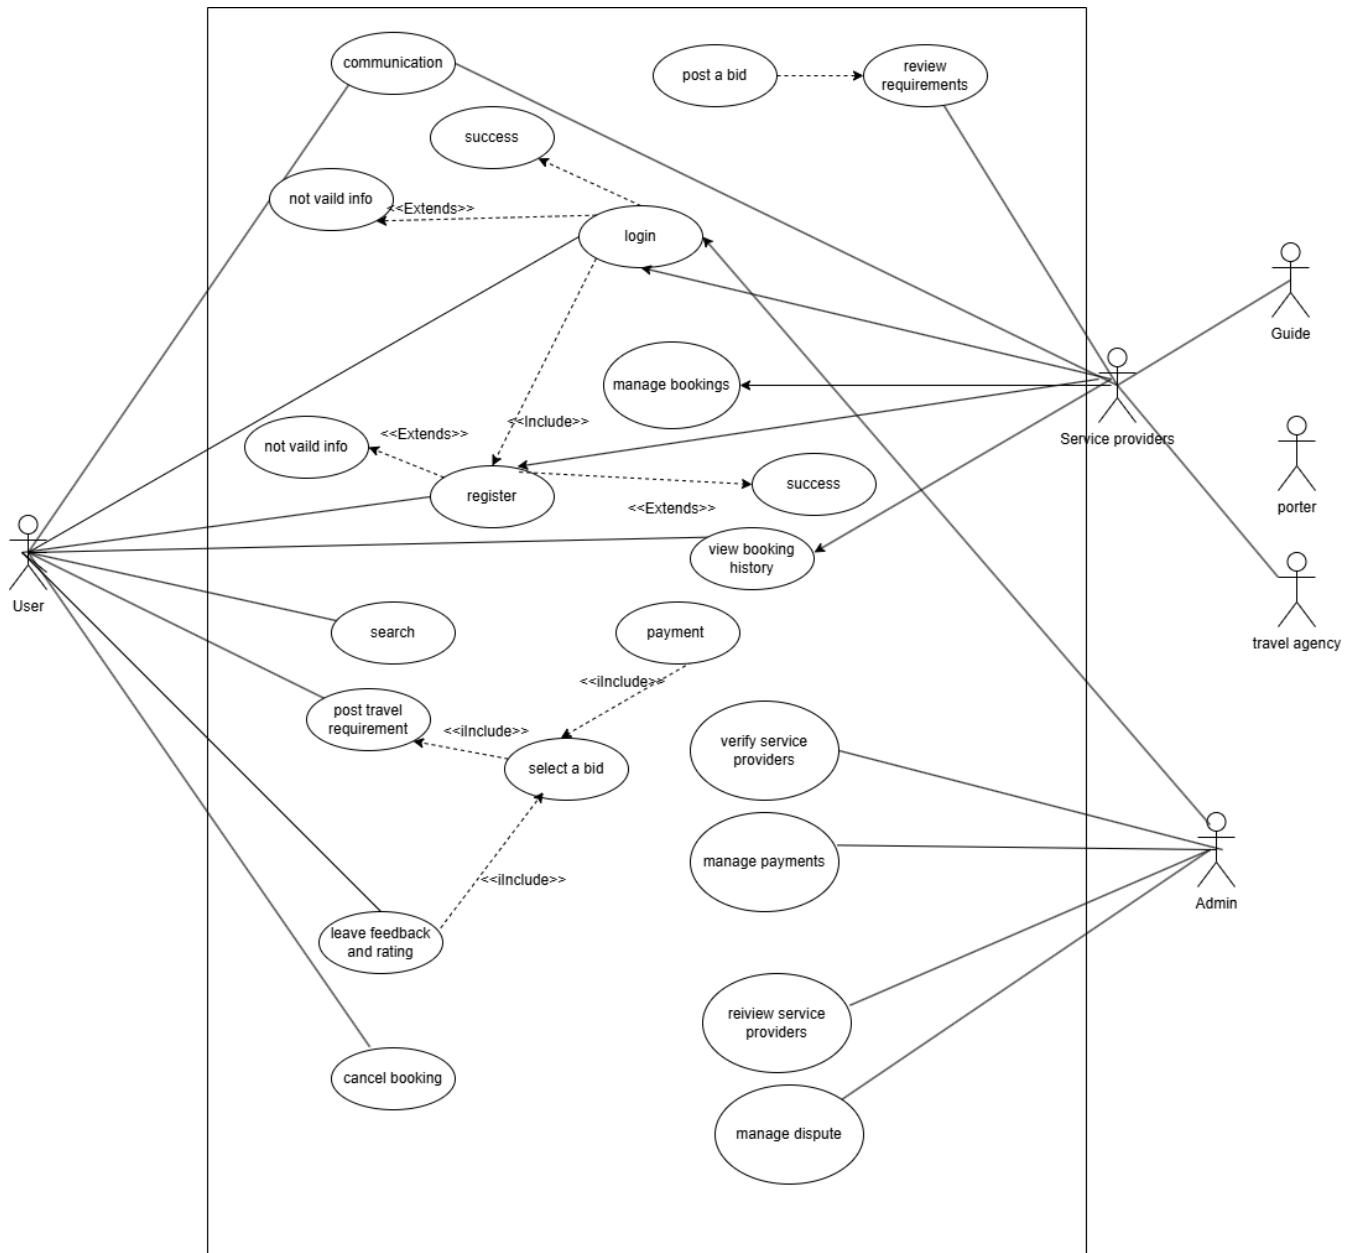 communication
post a bid
review
requirements
success
not vaild info
<<Extends>>
login
Guide
manage bookings
Service providers
<<Include>>
<<Extends>>
not vaild info
register
success
<<Extends>>
porter
view booking
history
User
search
payment
travel agency
<<iInclude>>
post travel
requirement
<<iInclude>>
select a bid
verify service
providers
manage payments
<<iInclude>>
Admin
leave feedback
and rating
reiview service
providers
cancel booking
manage dispute